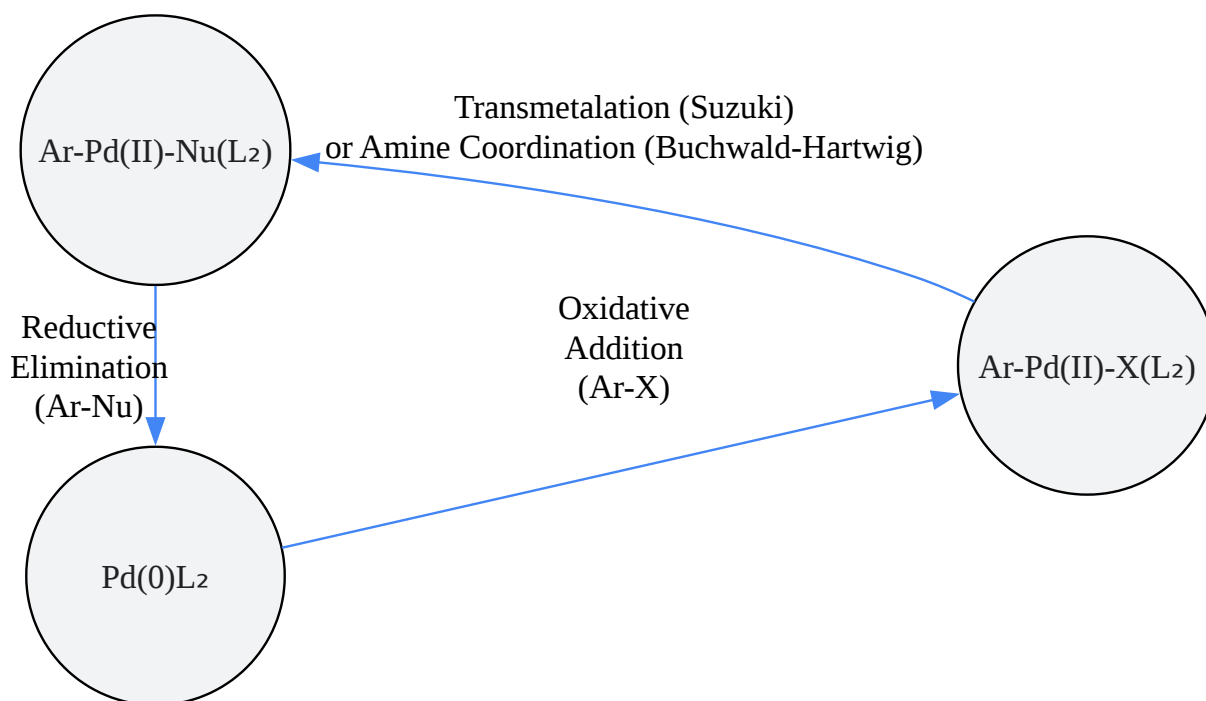 Transmetalation (Suzuki)
or Amine Coordination (Buchwald-Hartwig)
Ar-Pd(II)-Nu(L₂)
Oxidative
Addition
(Ar-X)
Ar-Pd(II)-X(L₂)
Reductive
Elimination
(Ar-Nu)
Pd(0)L₂